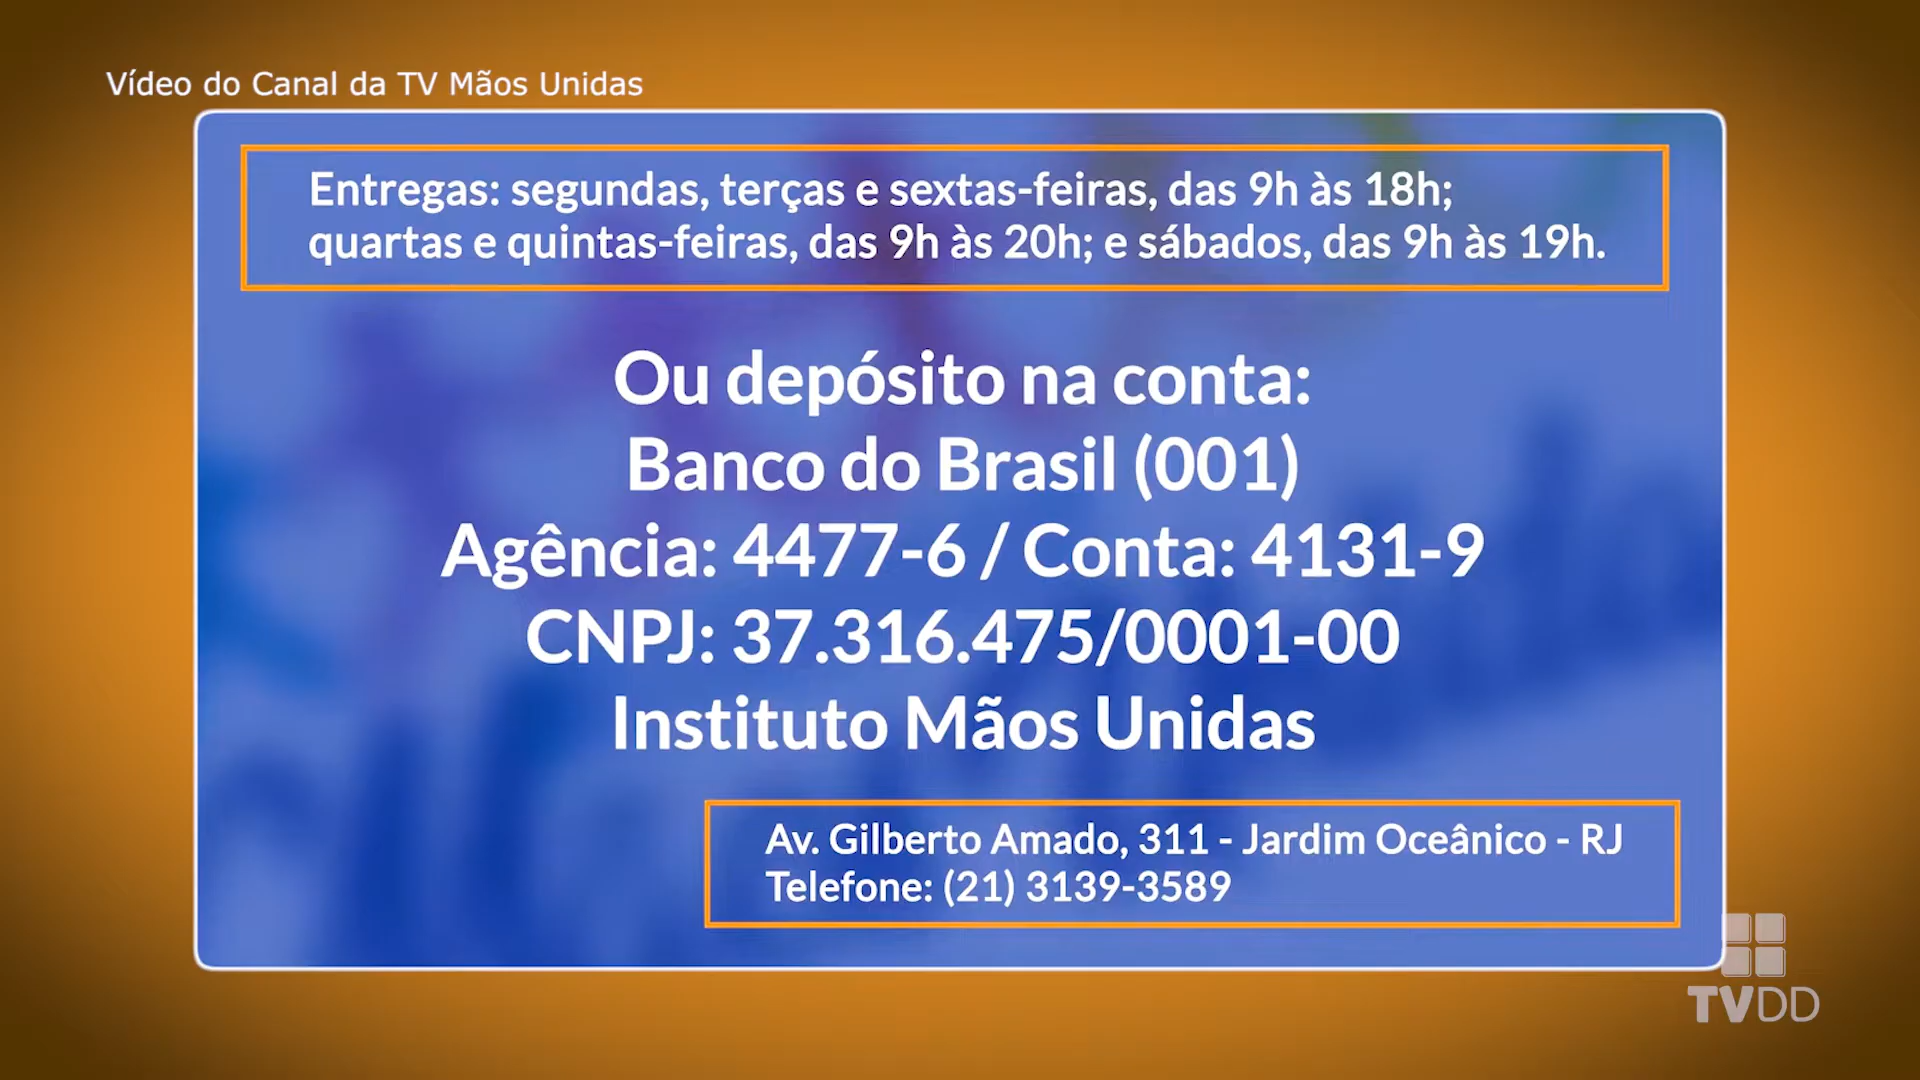 Vídeo do Canal da TV Mãos Unidas
Entregas: segundas, terças e sextas-feiras, das 9h às 18h;
quartas e quintas-feiras, das 9h às 20h; e sábados, das 9h às 19h.
Ou depósito na conta:
Banco do Brasil (001)
Agência: 4477-6 / Conta: 4131-9
CNPJ: 37.316.475/0001-00
Instituto Mãos Unidas
Av. Gilberto Amado, 311 - Jardim Oceânico - RJ
Telefone: (21) 3139-3589
TVDD